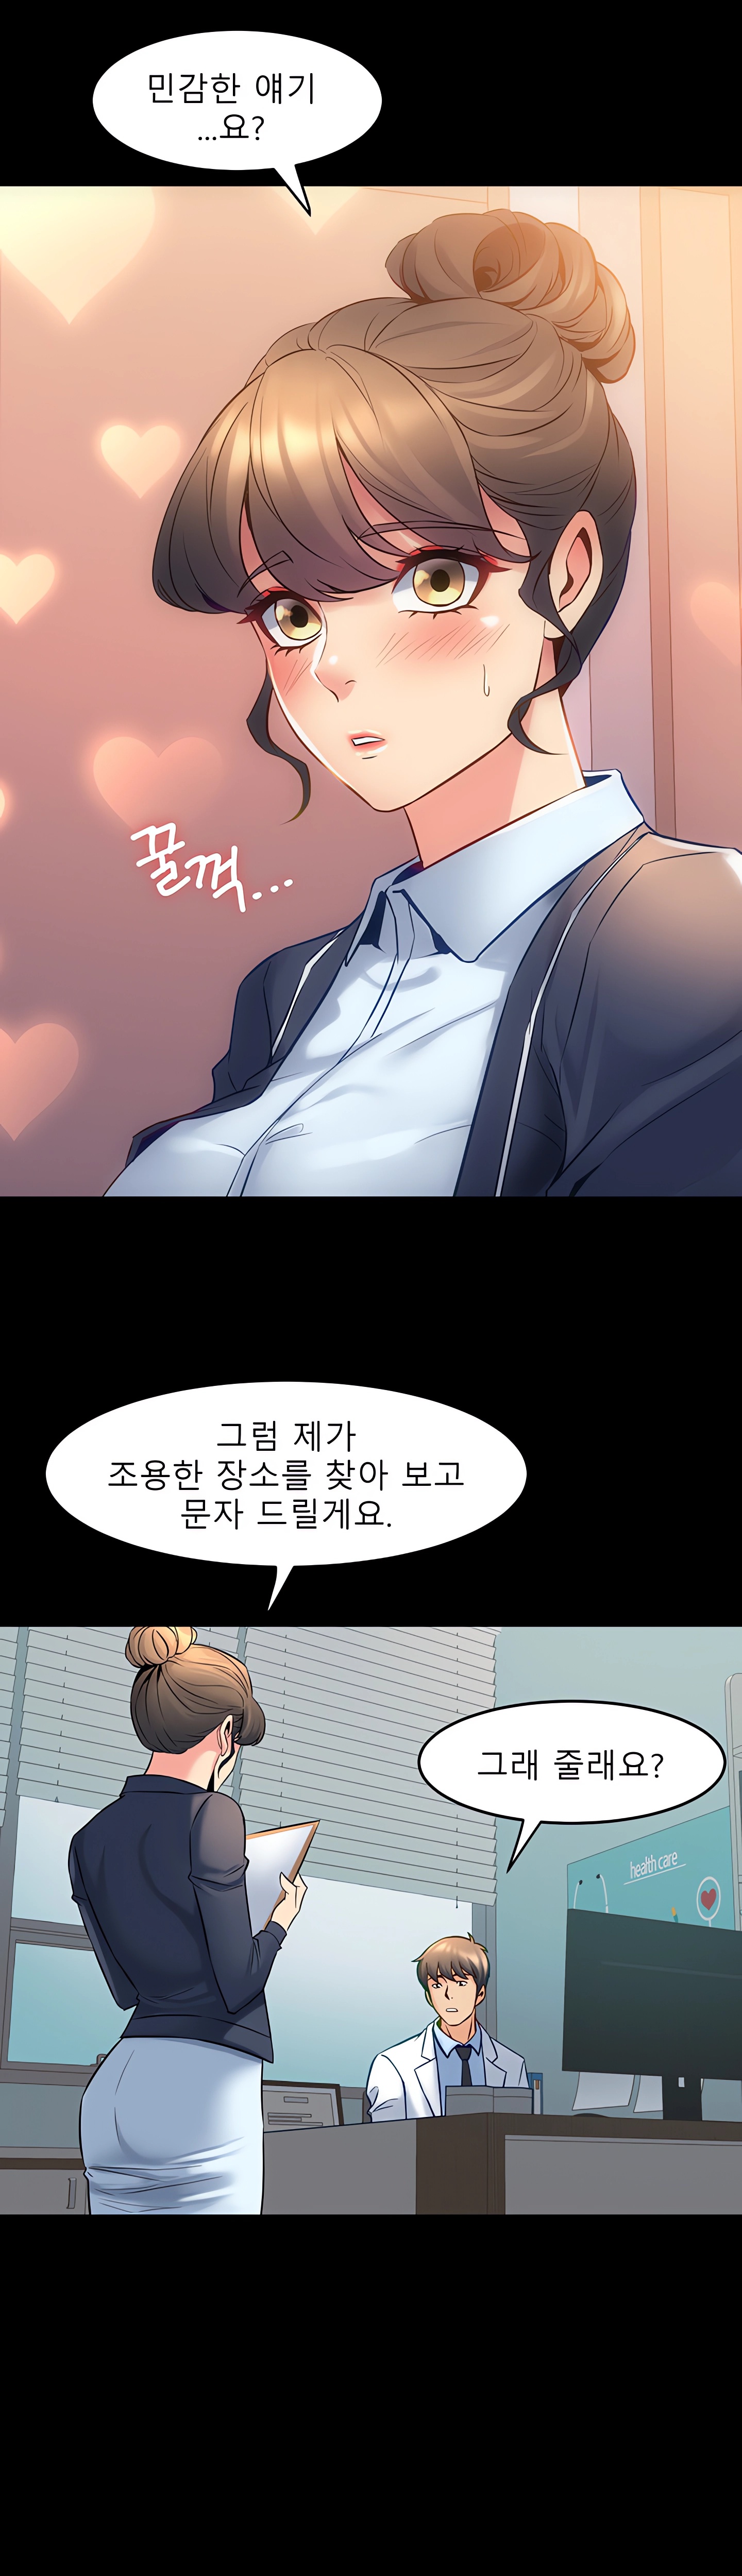 민감한 얘기
...요?
꿀꺽...
그럼 제가
조용한 장소를 찾아 보고
문자 드릴게요.
그래 줄래요?
health care